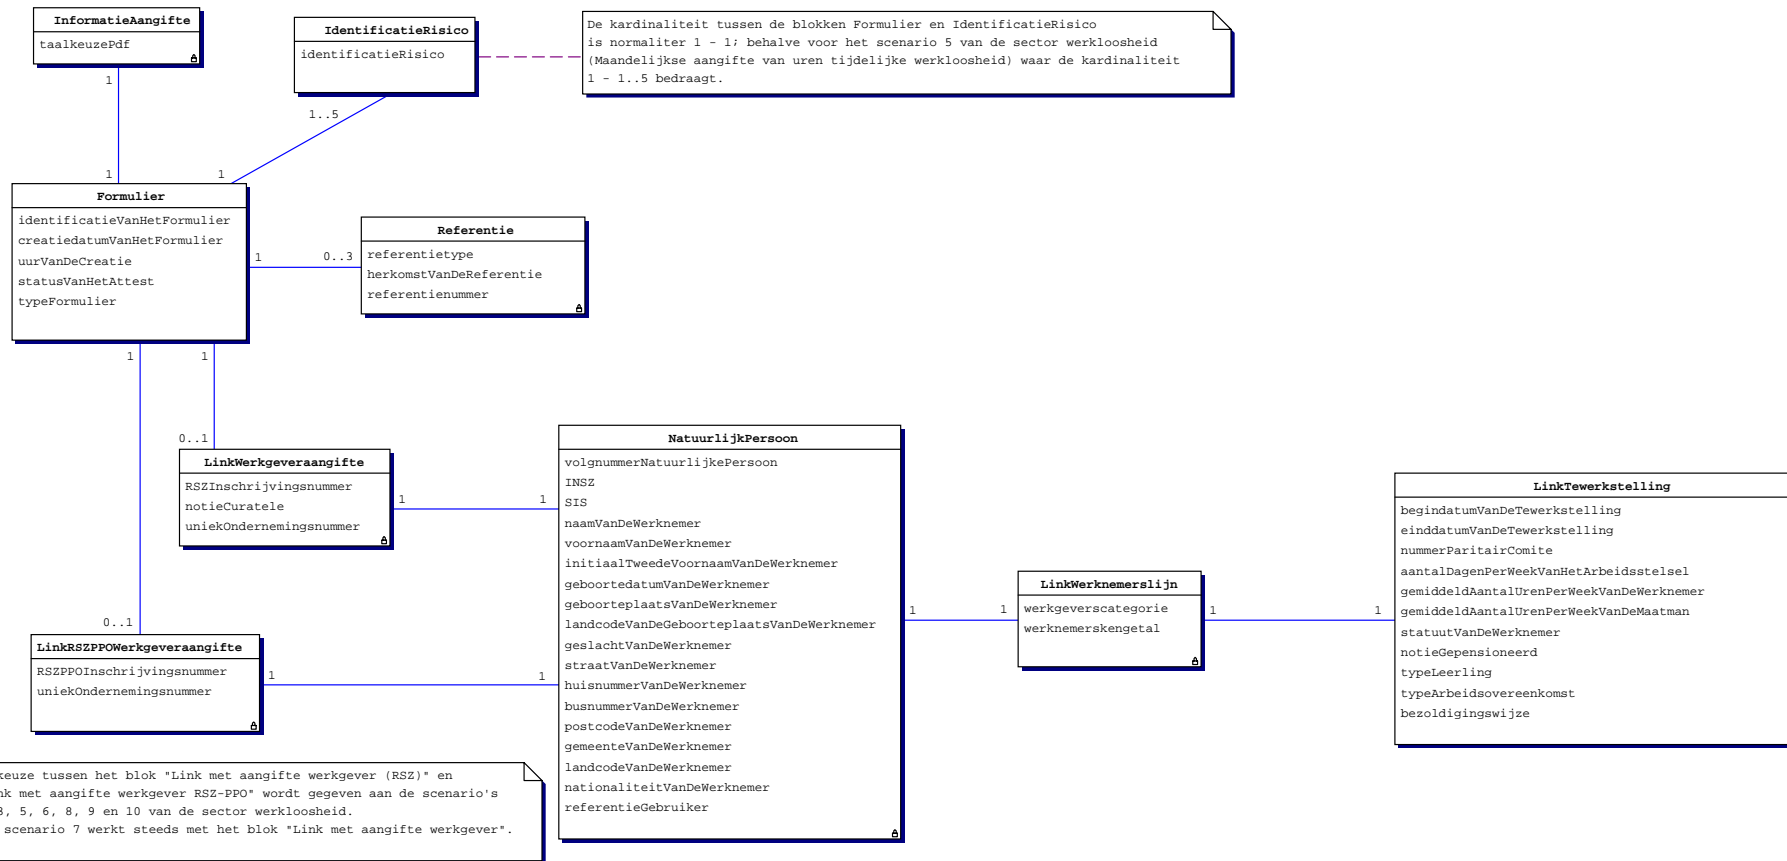 InformatieAangifte
taalkeuzePdf
IdentificatieRisico
identificatieRisico
De kardinaliteit tussen de blokken Formulier en IdentificatieRisico
is normaliter 1 - 1; behalve voor het scenario 5 van de sector werkloosheid
(Maandelijkse aangifte van uren tijdelijke werkloosheid) waar de kardinaliteit
1 - 1..5 bedraagt.
1
1..5
1
1
Formulier
identificatieVanHetFormulier
creatiedatumVanHetFormulier
uurVanDeCreatie
statusVanHetAttest
typeFormulier
1
0..3
Referentie
referentietype
herkomstVanDeReferentie
referentienummer
1
1
0..1
LinkWerkgeveraangifte
RSZInschrijvingsnummer
notieCuratele
uniekOndernemingsnummer
1
1
0..1
LinkRSZPPOWerkgeveraangifte
RSZPPOInschrijvingsnummer
uniekOndernemingsnummer
1
1
NatuurlijkPersoon
volgnummerNatuurlijkePersoon
INSZ
SIS
naamVanDeWerknemer
voornaamVanDeWerknemer
initiaalTweedeVoornaamVanDeWerknemer
geboortedatumVanDeWerknemer
geboorteplaatsVanDeWerknemer
landcodeVanDeGeboorteplaatsVanDeWerknemer
geslachtVanDeWerknemer
straatVanDeWerknemer
huisnummerVanDeWerknemer
busnummerVanDeWerknemer
postcodeVanDeWerknemer
gemeenteVanDeWerknemer
landcodeVanDeWerknemer
nationaliteitVanDeWerknemer
referentieGebruiker
1
1
LinkWerknemerslijn
werkgeverscategorie
werknemerskengetal
1
1
LinkTewerkstelling
begindatumVanDeTewerkstelling
einddatumVanDeTewerkstelling
nummerParitairComite
aantalDagenPerWeekVanHetArbeidsstelsel
gemiddeldAantalUrenPerWeekVanDeWerknemer
gemiddeldAantalUrenPerWeekVanDeMaatman
statuutVanDeWerknemer
notieGepensioneerd
typeLeerling
typeArbeidsovereenkomst
bezoldigingswijze
keuze tussen het blok "Link met aangifte werkgever (RSZ)" en
nk met aangifte werkgever RSZ-PPO" wordt gegeven aan de scenario's
3, 5, 6, 8, 9 en 10 van de sector werkloosheid.
scenario 7 werkt steeds met het blok "Link met aangifte werkgever".